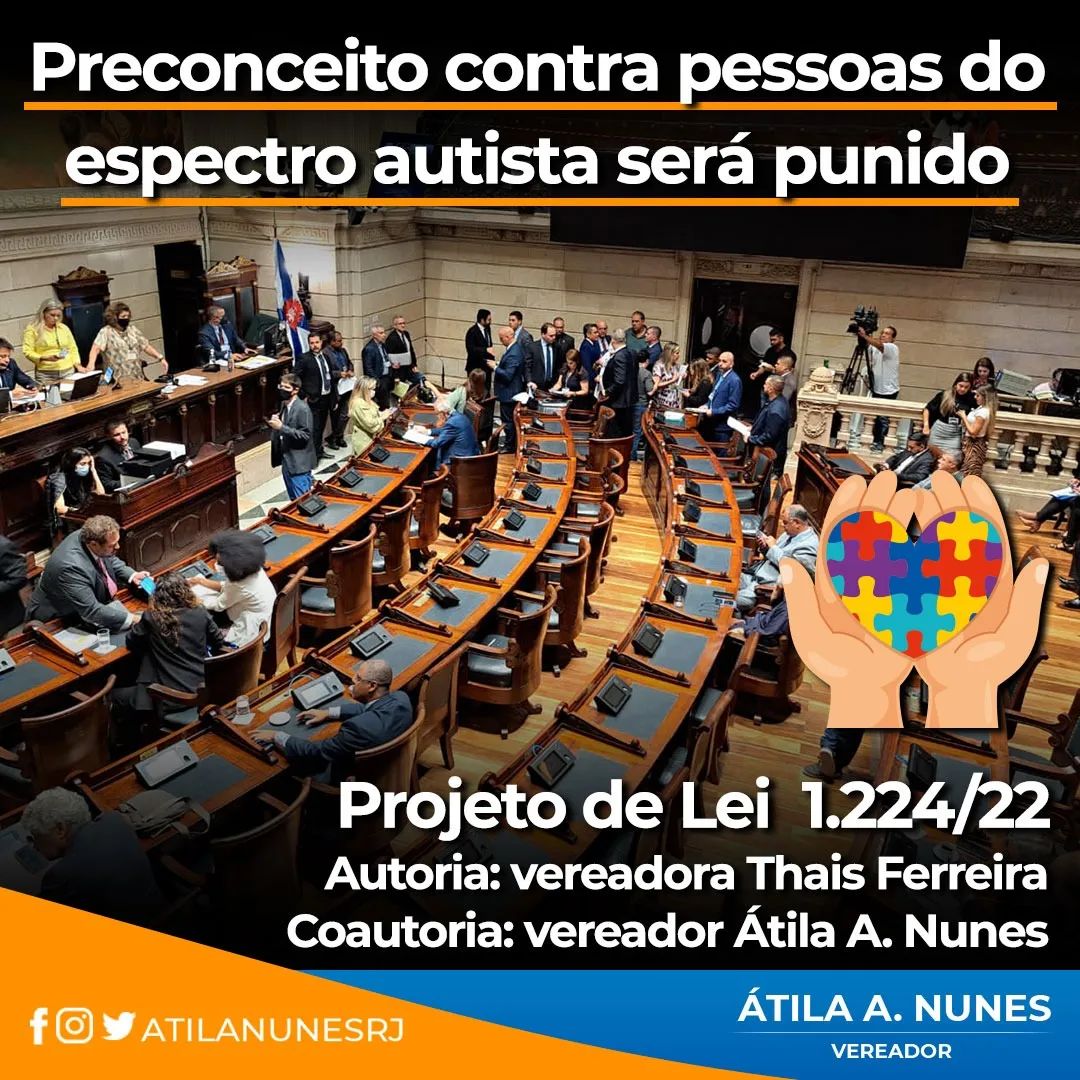 Preconceito contra pessoas do
espectro autista será punido
Projeto de Lei 1.224/22
Autoria: vereadora Thais Ferreira
Coautoria: vereador Átila A. Nunes
ATILANUNESRJ
ÁTILA A. NUNES
VEREADOR